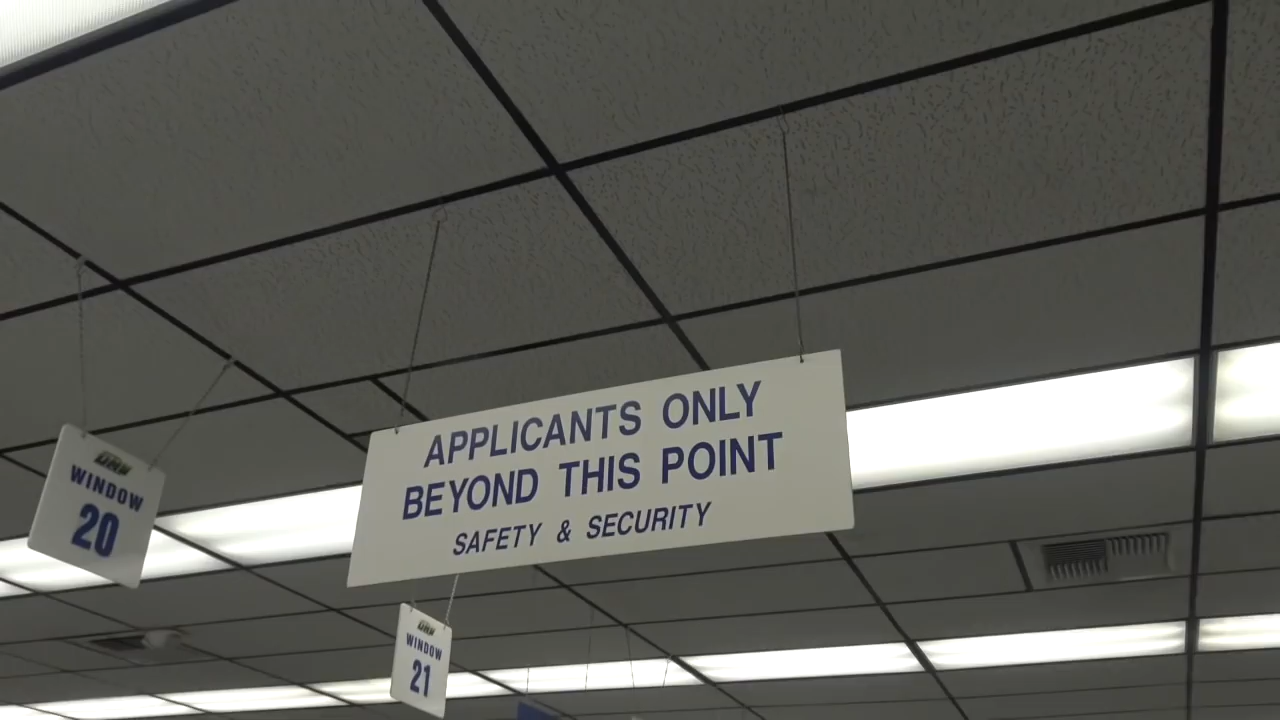 APPLICANTS ONLY
BEYOND THIS POINT
SAFETY & SECURITY
DMV
WINDOW
20
DMV
WINDOW
21